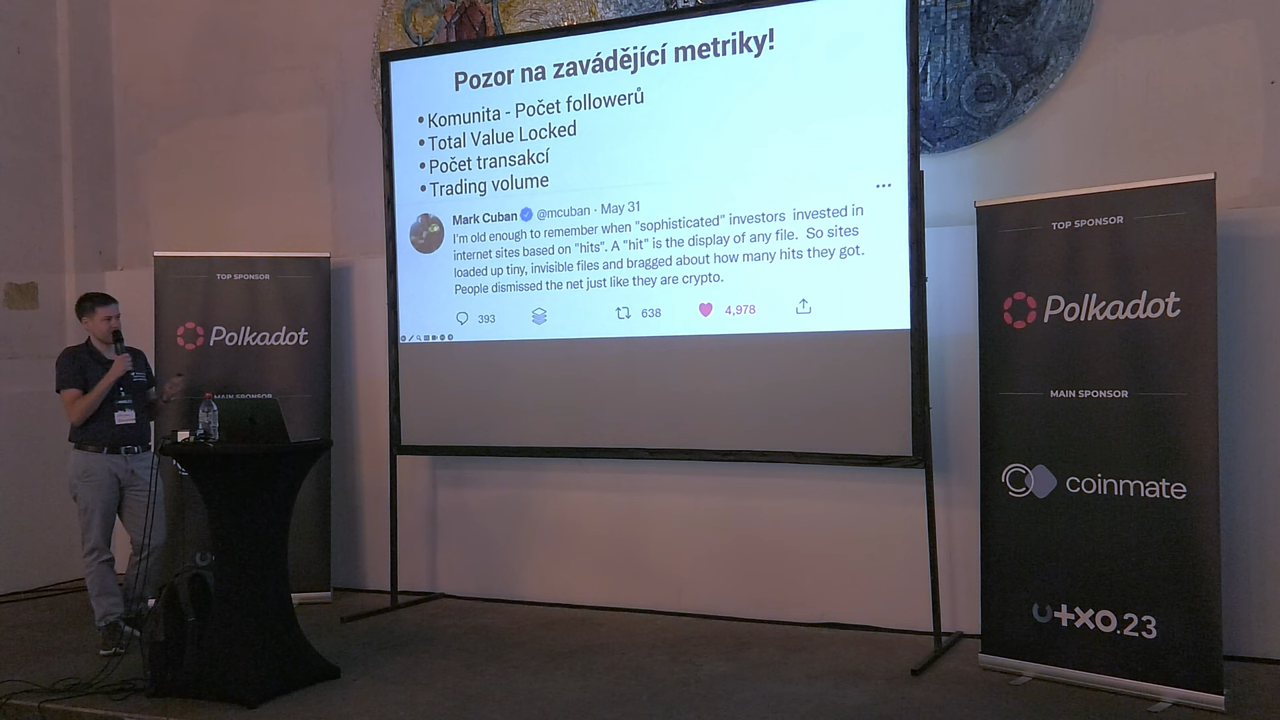 Pozor na zavádějící metriky!
• Komunita - Počet followerů
• Total Value Locked
• Počet transakcí
• Trading volume
Mark Cuban @mcuban · May 31
I'm old enough to remember when "sophisticated" investors invested in
internet sites based on "hits". A "hit" is the display of any file. So sites
loaded up tiny, invisible files and bragged about how many hits they got.
People dismissed the net just like they are crypto.
393 638 4,978
TOP SPONSOR
Polkadot
MAIN SPONSOR
TOP SPONSOR
Polkadot
MAIN SPONSOR
coinmate
utxo.23